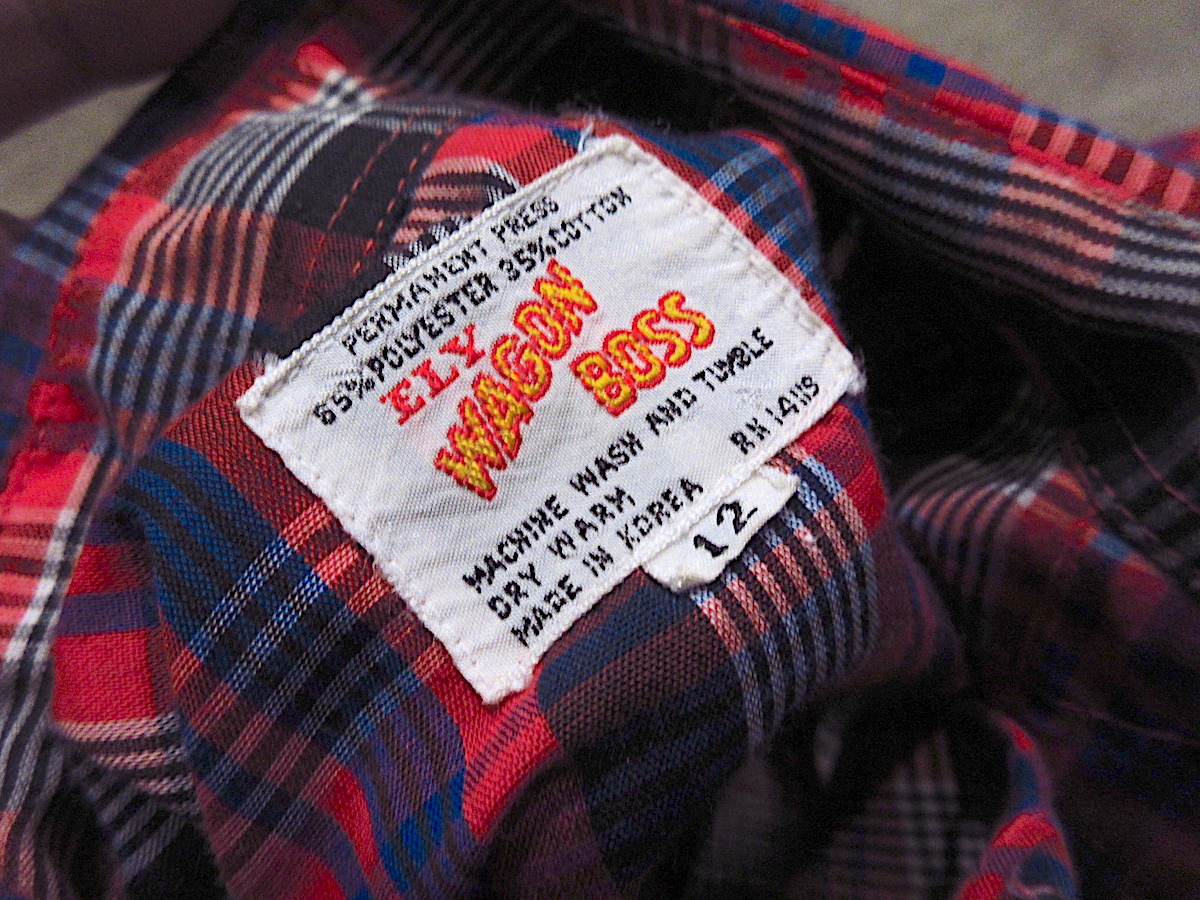 PERMANENT PRESS
65%POLYESTER 35%COTTON
ELY
WAGON
BOSS
MACHINE WASH AND TUMBLE
DRY WARM
MADE IN KOREA RN 14119
12